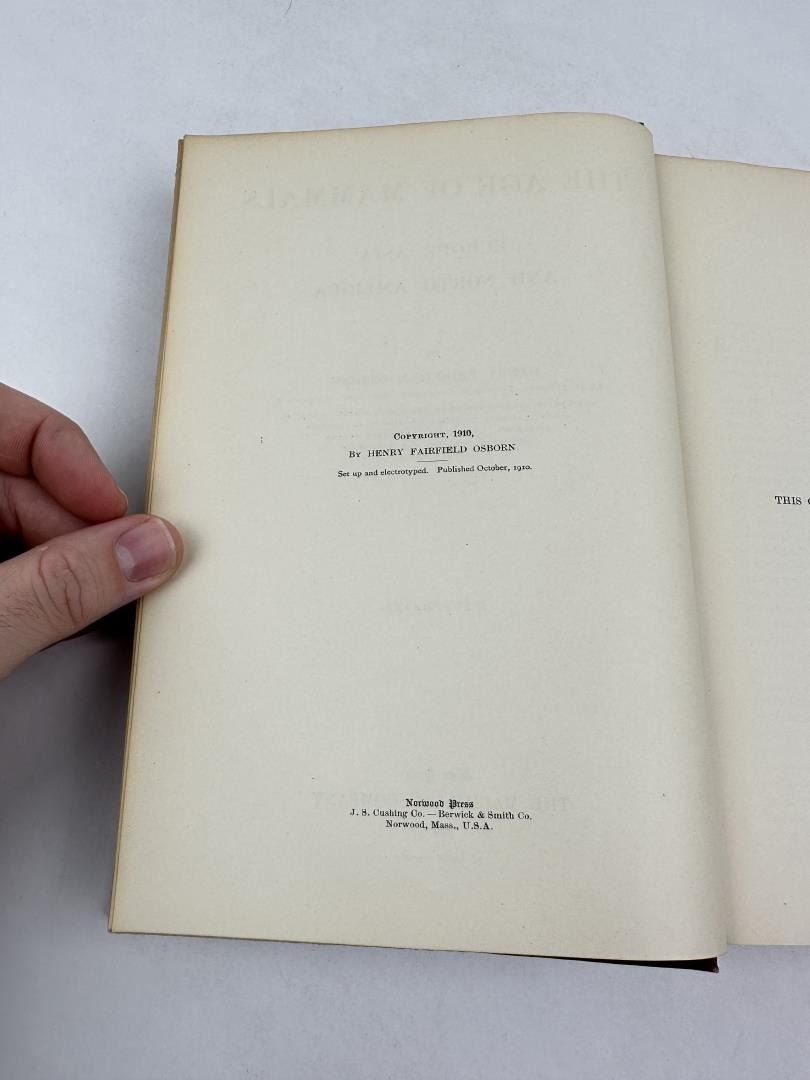 COPYRIGHT, 1910,
BY HENRY FAIRFIELD OSBORN
Set up and electrotyped. Published October, 1910.
THIS
Norwood Press
J. S. Cushing Co. — Berwick & Smith Co.
Norwood, Mass., U.S.A.